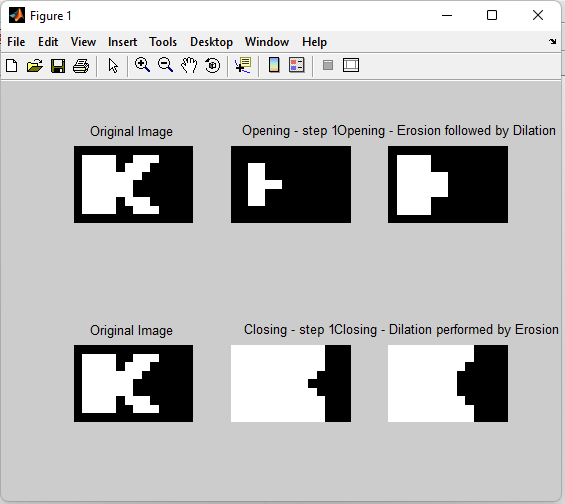 Figure 1
File Edit View Insert Tools Desktop Window Help
Original Image
Opening - step 1Opening - Erosion followed by Dilation
Original Image
Closing - step 1Closing - Dilation performed by Erosion